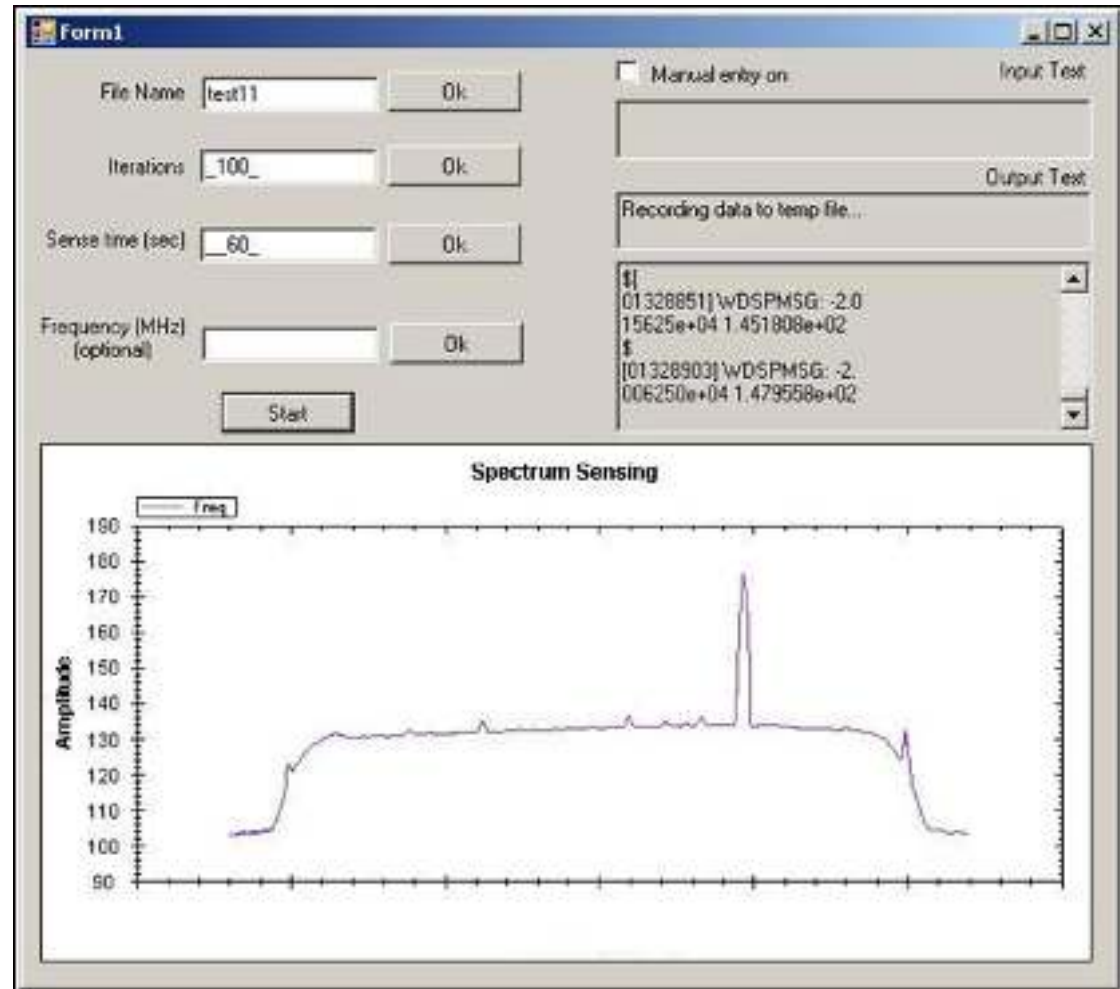 Form1
File Name
test11
Ok
Manual entry on
Input Text
Iterations
_100_
Ok
Output Text
Recording data to temp file...
Sense time (sec)
__60_
Ok
$[
01328851] WDSPMSG: -2.0
15625e+04 1.451808e+02
$
[01328903] WDSPMSG: -2.
006250e+04 1.479558e+02
Frequency (MHz)
(optional)
Ok
Start
Spectrum Sensing
Freq
Amplitude
190
180
170
160
150
140
130
120
110
100
90